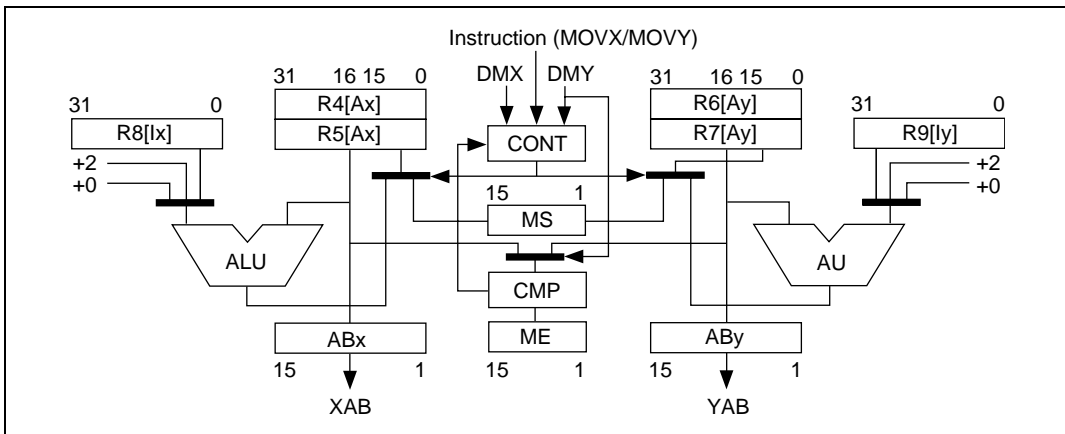 Instruction (MOVX/MOVY)
DMX DMY
31 16 15 0
31 16 15 0
31 0
R4[Ax]
R6[Ay]
31 0
R8[Ix]
R5[Ax]
CONT
R7[Ay]
R9[Iy]
+2
+0
+2
+0
15 1
MS
ALU
AU
CMP
ABx
ME
ABy
15 1
15 1
15 1
XAB
YAB